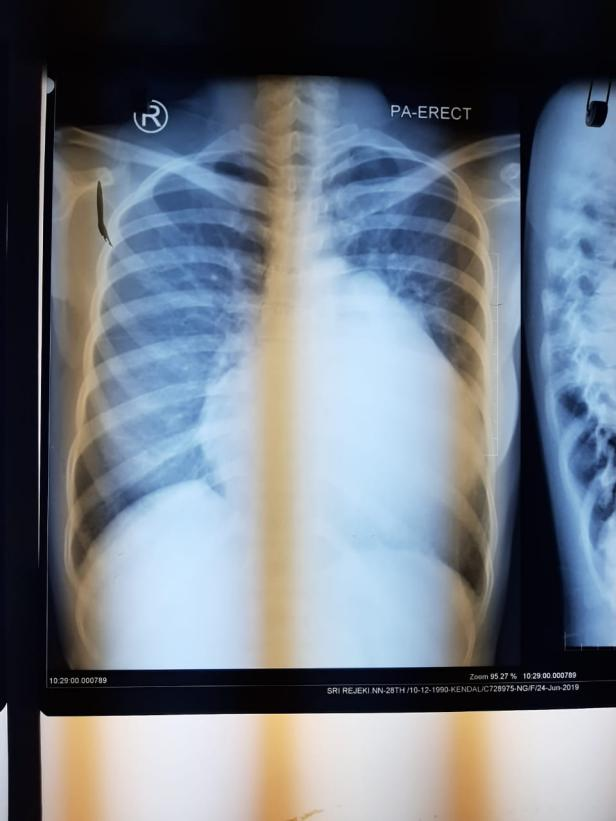 R
PA-ERECT
10:29:00.000789
Zoom 95.27 % 10:29:00.000789
SRI REJEKI.NN-28TH /10-12-1990-KENDAL/C728975-NG/F/24-Jun-2019